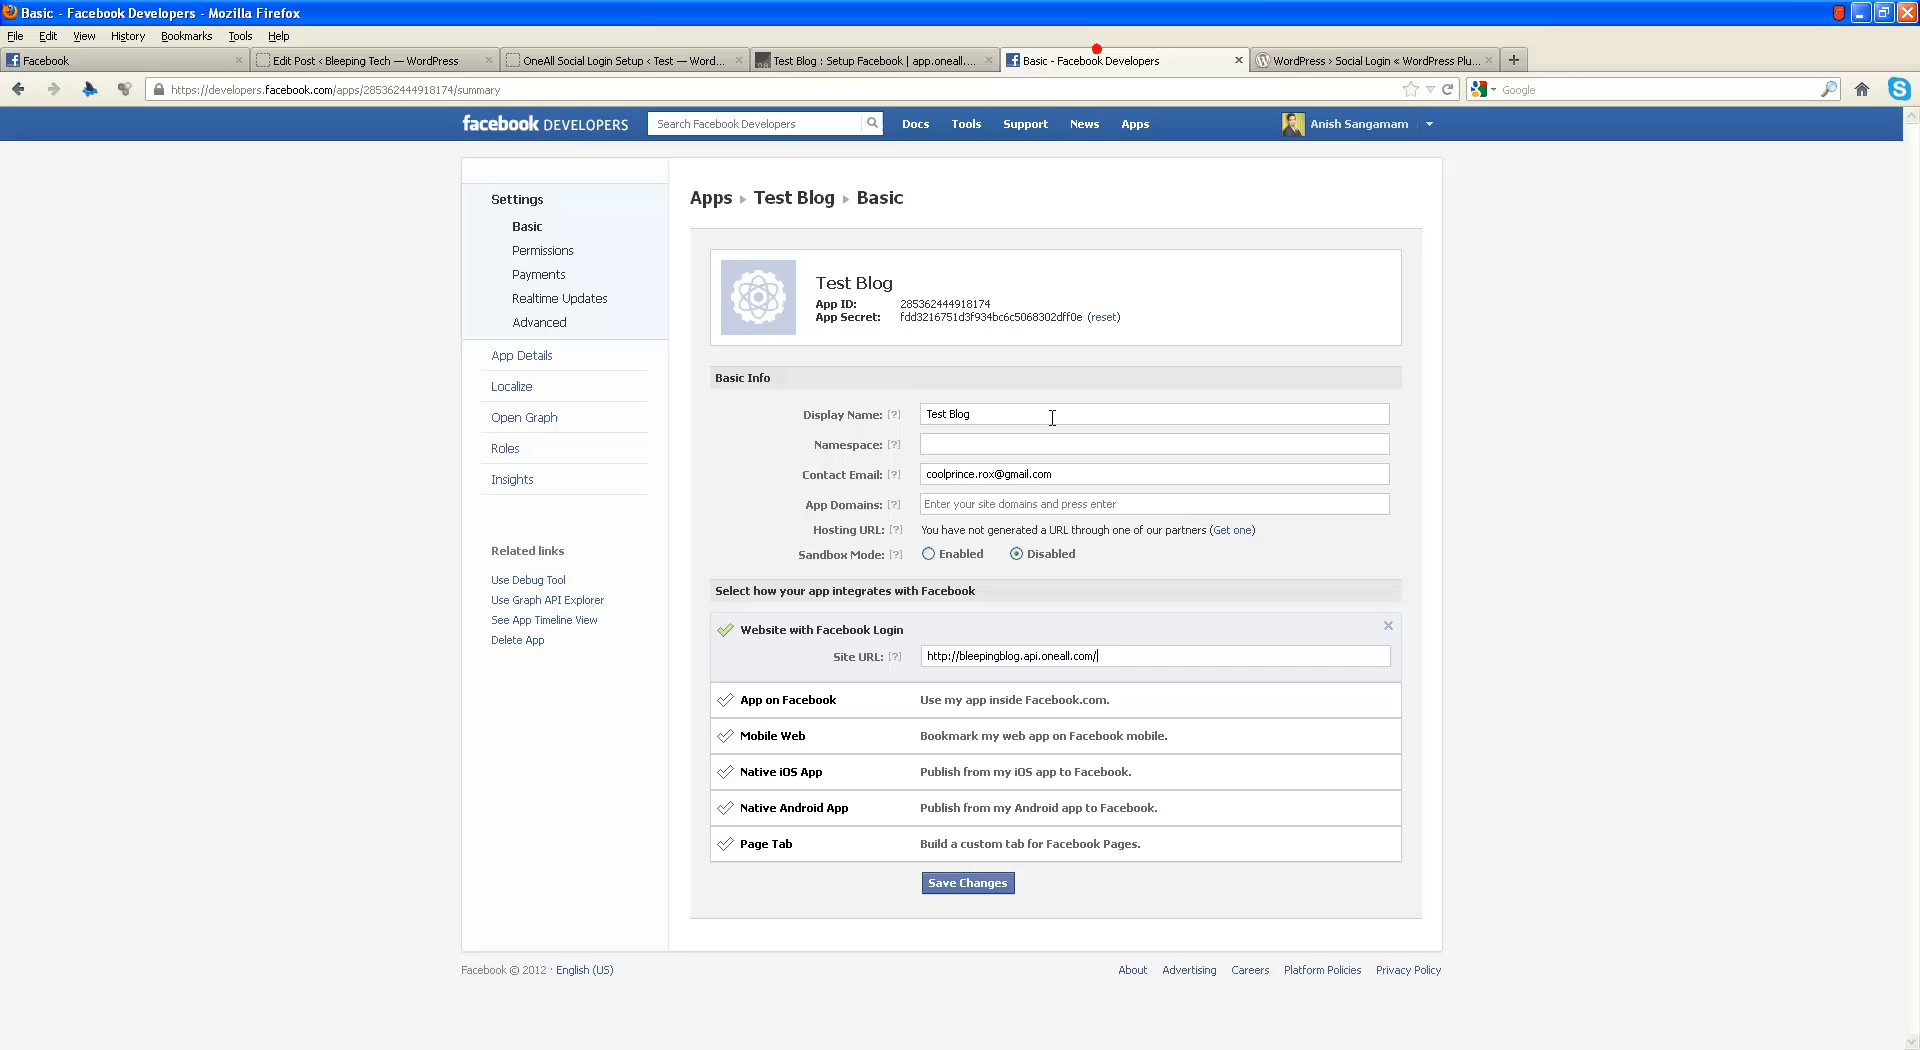 Basic - Facebook Developers - Mozilla Firefox
File Edit View History Bookmarks Tools Help
Facebook
Edit Post ‹ Bleeping Tech — WordPress
OneAll Social Login Setup ‹ Test — Word...
Test Blog : Setup Facebook | app.oneall....
Basic - Facebook Developers
WordPress › Social Login « WordPress Plu...
https://developers.facebook.com/apps/285362444918174/summary
Google
facebook DEVELOPERS
Search Facebook Developers
Docs Tools Support News Apps
Anish Sangamam
Settings
Basic
Permissions
Payments
Realtime Updates
Advanced
App Details
Localize
Open Graph
Roles
Insights
Related links
Use Debug Tool
Use Graph API Explorer
See App Timeline View
Delete App
Apps ▸ Test Blog ▸ Basic
Test Blog
App ID: 285362444918174
App Secret: fdd3216751d3f934bc6c5068302dff0e (reset)
Basic Info
Display Name: [?] Test Blog
Namespace: [?]
Contact Email: [?] coolprince.rox@gmail.com
App Domains: [?] Enter your site domains and press enter
Hosting URL: [?] You have not generated a URL through one of our partners (Get one)
Sandbox Mode: [?] Enabled Disabled
Select how your app integrates with Facebook
Website with Facebook Login
Site URL: [?] http://bleepingblog.api.oneall.com/
App on Facebook Use my app inside Facebook.com.
Mobile Web Bookmark my web app on Facebook mobile.
Native iOS App Publish from my iOS app to Facebook.
Native Android App Publish from my Android app to Facebook.
Page Tab Build a custom tab for Facebook Pages.
Save Changes
Facebook © 2012 · English (US)
About Advertising Careers Platform Policies Privacy Policy